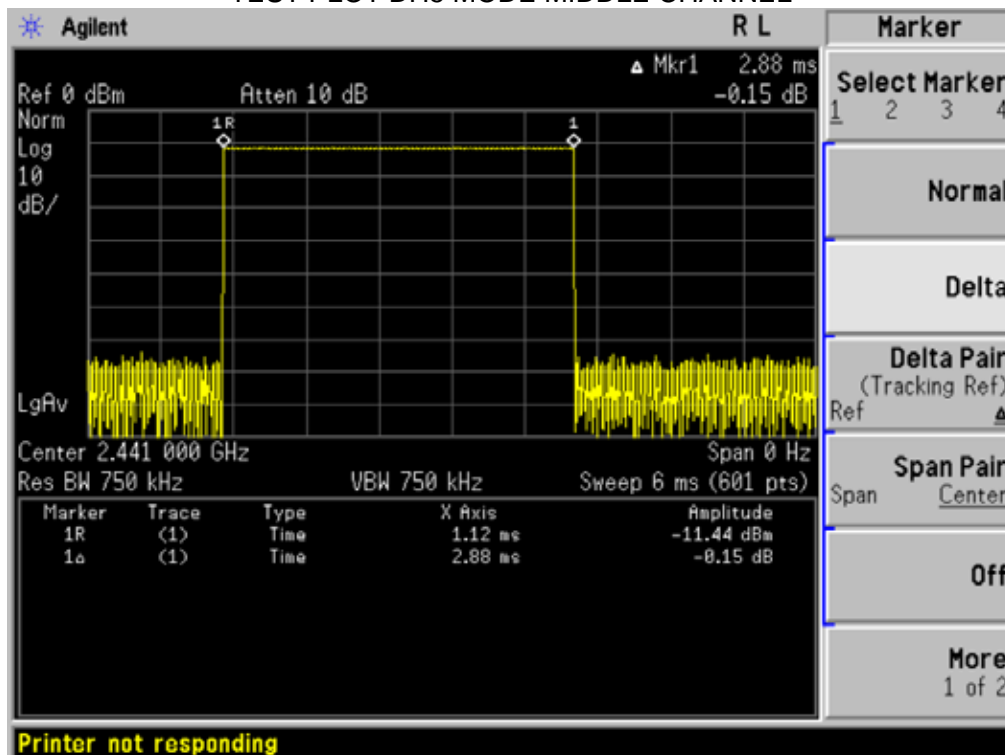 Agilent R L Marker
Δ Mkr1 2.88 ms
Ref 0 dBm Atten 10 dB -0.15 dB
Select Marker
1 2 3 4
Norm
1R 1
Log
10
dB/
Normal
Delta
Delta Pair
(Tracking Ref)
Ref Δ
LgAv
Center 2.441 000 GHz Span 0 Hz
Res BW 750 kHz VBW 750 kHz Sweep 6 ms (601 pts)
Span Pair
Span Center
Marker Trace Type X Axis Amplitude
1R (1) Time 1.12 ms -11.44 dBm
1Δ (1) Time 2.88 ms -0.15 dB
Off
More
1 of 2
Printer not responding